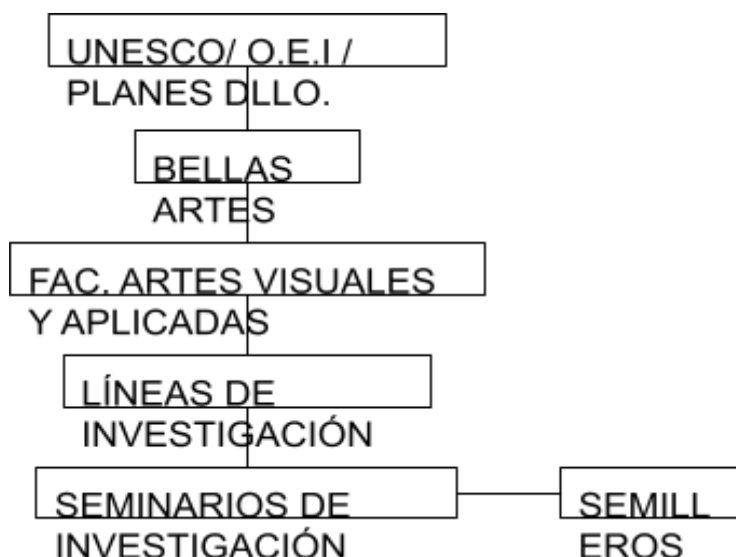 UNESCO/ O.E.I /
PLANES DLLO.
BELLAS
ARTES
FAC. ARTES VISUALES
Y APLICADAS
LÍNEAS DE
INVESTIGACIÓN
SEMINARIOS DE
INVESTIGACIÓN
SEMILL
EROS